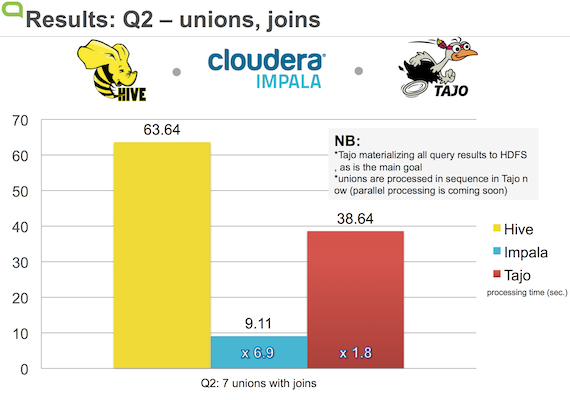 Results: Q2 – unions, joins
HIVE
cloudera®
IMPALA
TAJO
NB:
*Tajo materializing all query results to HDFS
, as is the main goal
*unions are processed in sequence in Tajo n
ow (parallel processing is coming soon)
70
60
50
40
30
20
10
0
63.64
9.11
38.64
x 6.9
x 1.8
Hive
Impala
Tajo
processing time (sec.)
Q2: 7 unions with joins